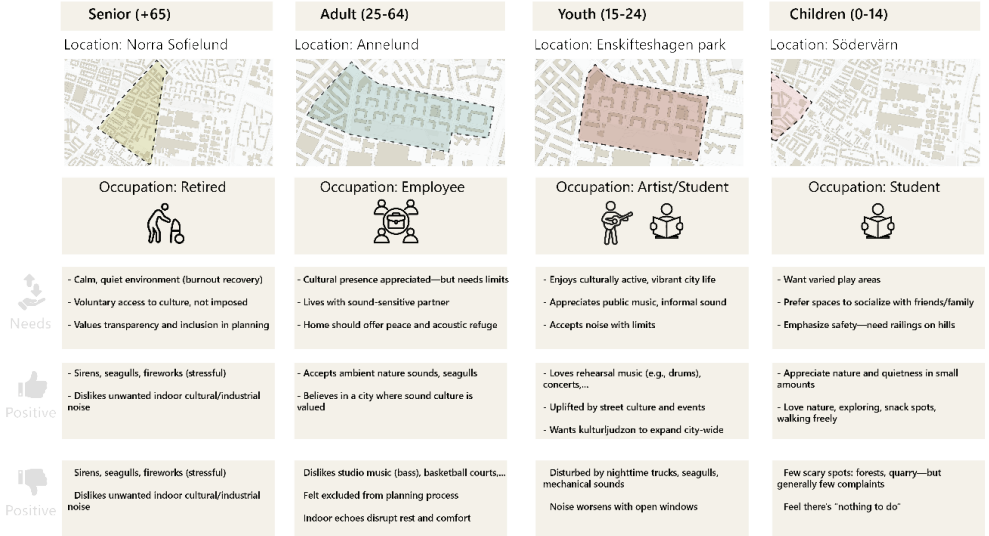 Senior (+65)
Adult (25-64)
Youth (15-24)
Children (0-14)
Location: Norra Sofielund
Location: Annelund
Location: Enskifteshagen park
Location: Södervärn
Occupation: Retired
Occupation: Employee
Occupation: Artist/Student
Occupation: Student
Needs
- Calm, quiet environment (burnout recovery)
- Voluntary access to culture, not imposed
- Values transparency and inclusion in planning
- Cultural presence appreciated—but needs limits
- Lives with sound-sensitive partner
- Home should offer peace and acoustic refuge
- Enjoys culturally active, vibrant city life
- Appreciates public music, informal sound
- Accepts noise with limits
- Want varied play areas
- Prefer spaces to socialize with friends/family
- Emphasize safety—need railings on hills
Positive
- Sirens, seagulls, fireworks (stressful)
- Dislikes unwanted indoor cultural/industrial
noise
- Accepts ambient nature sounds, seagulls
- Believes in a city where sound culture is
valued
- Loves rehearsal music (e.g., drums),
concerts,...
- Uplifted by street culture and events
- Wants kulturljudzon to expand city-wide
- Appreciate nature and quietness in small
amounts
- Love nature, exploring, snack spots,
walking freely
Positive
Sirens, seagulls, fireworks (stressful)
Dislikes unwanted indoor cultural/industrial
noise
Dislikes studio music (bass), basketball courts,...
Felt excluded from planning process
Indoor echoes disrupt rest and comfort
Disturbed by nighttime trucks, seagulls,
mechanical sounds
Noise worsens with open windows
Few scary spots: forests, quarry—but
generally few complaints
Feel there's "nothing to do"